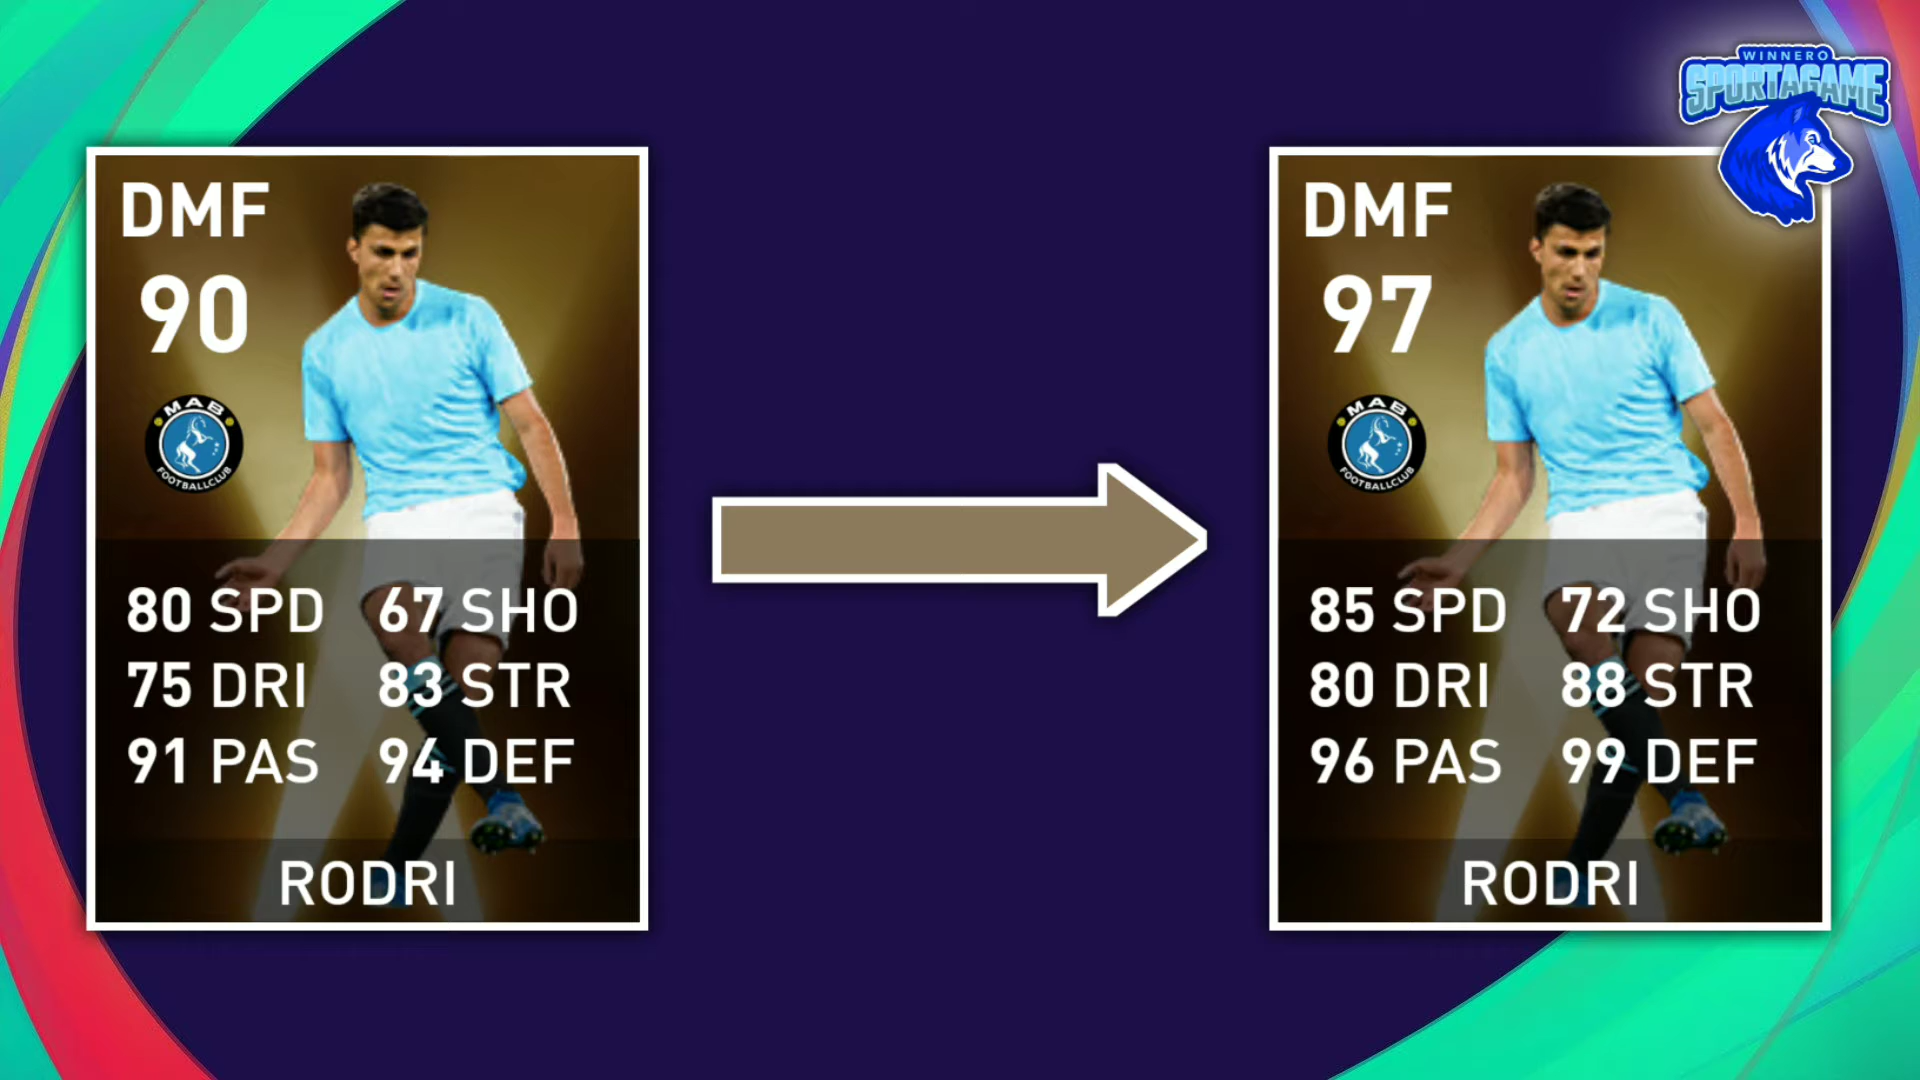 WINNERO
SPORTAGAME
DMF
90
MAB
FOOTBALLCLUB
80 SPD 67 SHO
75 DRI 83 STR
91 PAS 94 DEF
RODRI
DMF
97
MAB
FOOTBALLCLUB
85 SPD 72 SHO
80 DRI 88 STR
96 PAS 99 DEF
RODRI